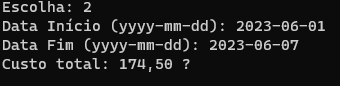 Escolha: 2
Data Início (yyyy-mm-dd): 2023-06-01
Data Fim (yyyy-mm-dd): 2023-06-07
Custo total: 174,50 ?